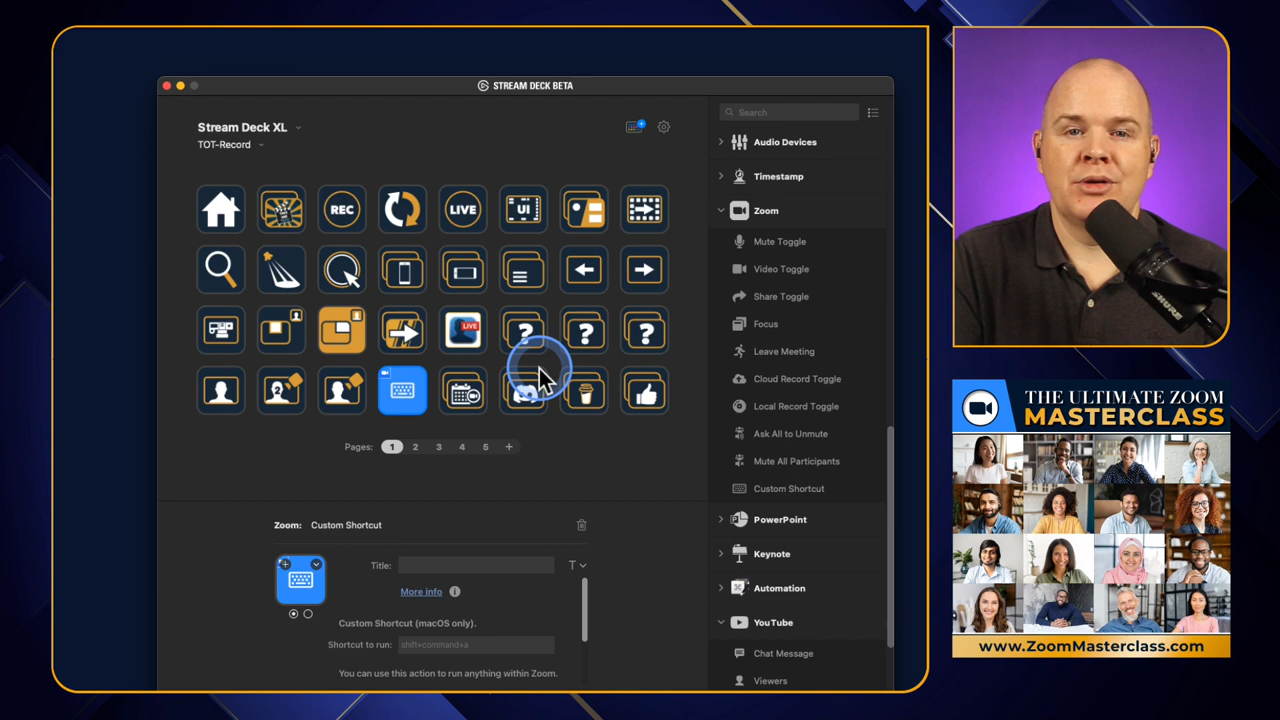 STREAM DECK BETA
Stream Deck XL
TOT-Record
REC
LIVE
UI
LIVE
?
?
?
2
Pages: 1 2 3 4 5 +
Zoom: Custom Shortcut
Title:
T
More info
i
Custom Shortcut (macOS only).
Shortcut to run: shift+command+a
You can use this action to run anything within Zoom.
Search
Audio Devices
Timestamp
Zoom
Mute Toggle
Video Toggle
Share Toggle
Focus
Leave Meeting
Cloud Record Toggle
Local Record Toggle
Ask All to Unmute
Mute All Participants
Custom Shortcut
PowerPoint
Keynote
Automation
YouTube
Chat Message
Viewers
SHURE
THE ULTIMATE ZOOM
MASTERCLASS
www.ZoomMasterclass.com